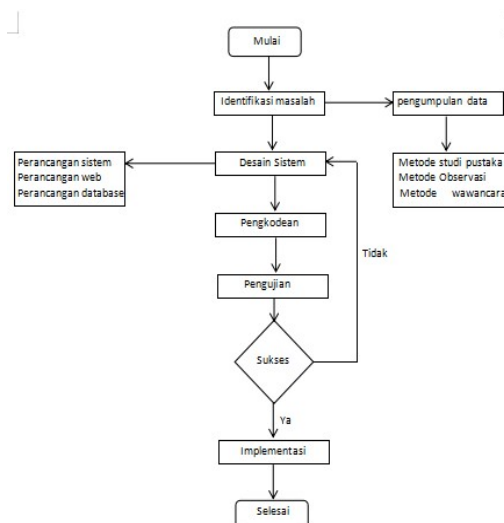 Mulai
Identifikasi masalah
pengumpulan data
Metode studi pustaka
Metode Observasi
Metode wawancara
Desain Sistem
Perancangan sistem
Perancangan web
Perancangan database
Pengkodean
Tidak
Pengujian
Sukses
Ya
Implementasi
Selesai